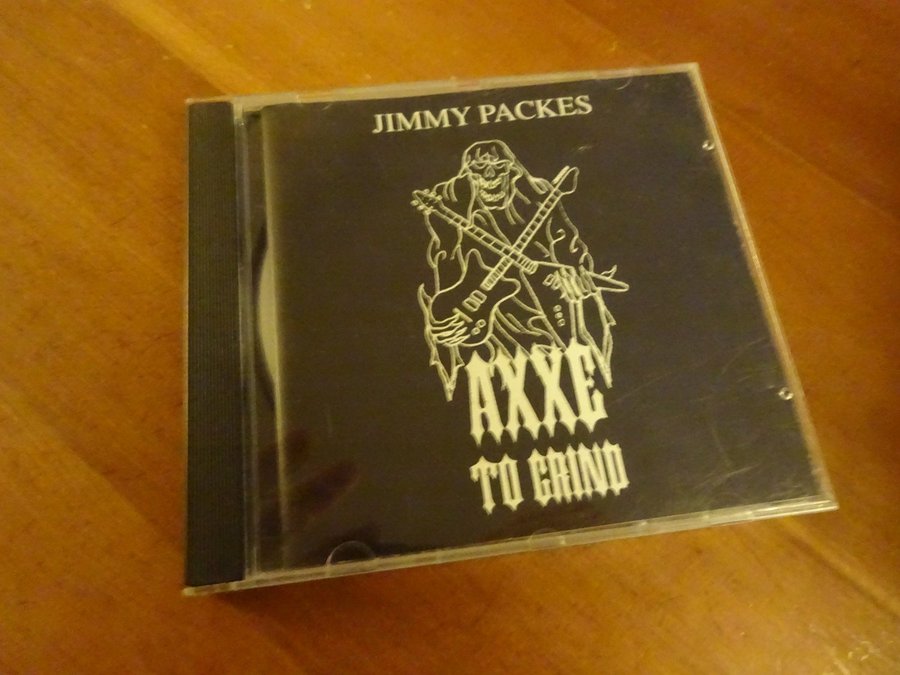 JIMMY PACKES
AXXE
TO GRIND